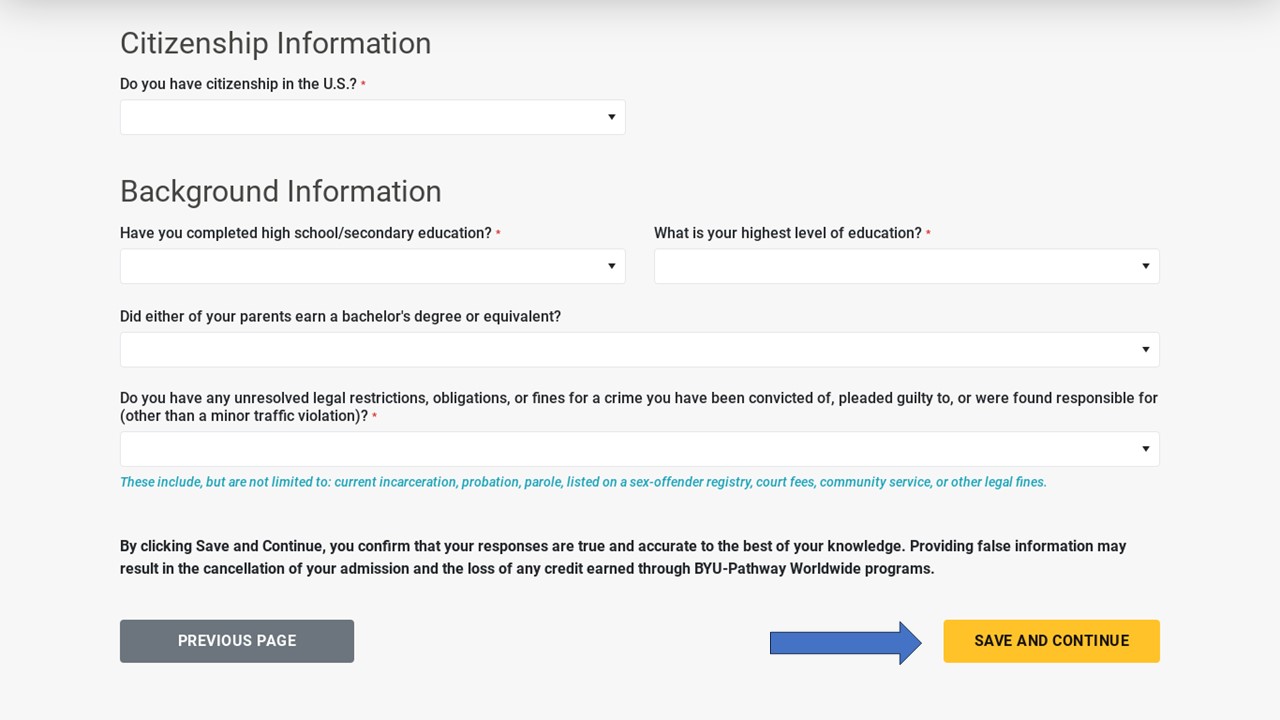 Citizenship Information
Do you have citizenship in the U.S.? *
Background Information
Have you completed high school/secondary education? *
What is your highest level of education? *
Did either of your parents earn a bachelor's degree or equivalent?
Do you have any unresolved legal restrictions, obligations, or fines for a crime you have been convicted of, pleaded guilty to, or were found responsible for
(other than a minor traffic violation)? *
These include, but are not limited to: current incarceration, probation, parole, listed on a sex-offender registry, court fees, community service, or other legal fines.
By clicking Save and Continue, you confirm that your responses are true and accurate to the best of your knowledge. Providing false information may
result in the cancellation of your admission and the loss of any credit earned through BYU-Pathway Worldwide programs.
PREVIOUS PAGE
SAVE AND CONTINUE